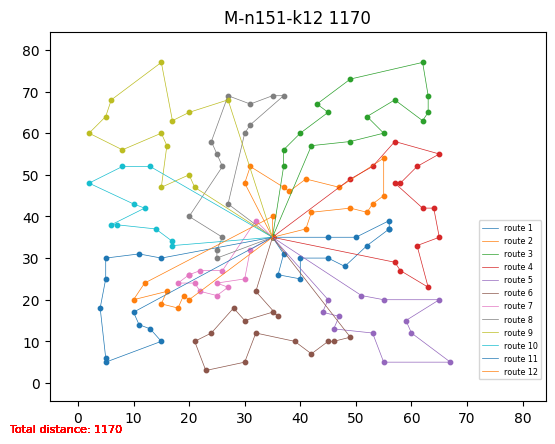 M-n151-k12 1170
80
70
60
50
40
30
20
10
0
route 1
route 2
route 3
route 4
route 5
route 6
route 7
route 8
route 9
route 10
route 11
route 12
0 10 20 30 40 50 60 70 80
Total distance: 1170